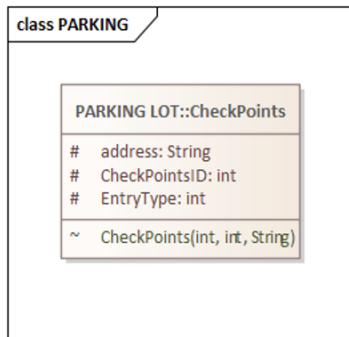 class PARKING
PARKING LOT::CheckPoints
# address: String
# CheckPointsID: int
# EntryType: int
~ CheckPoints(int, int, String)